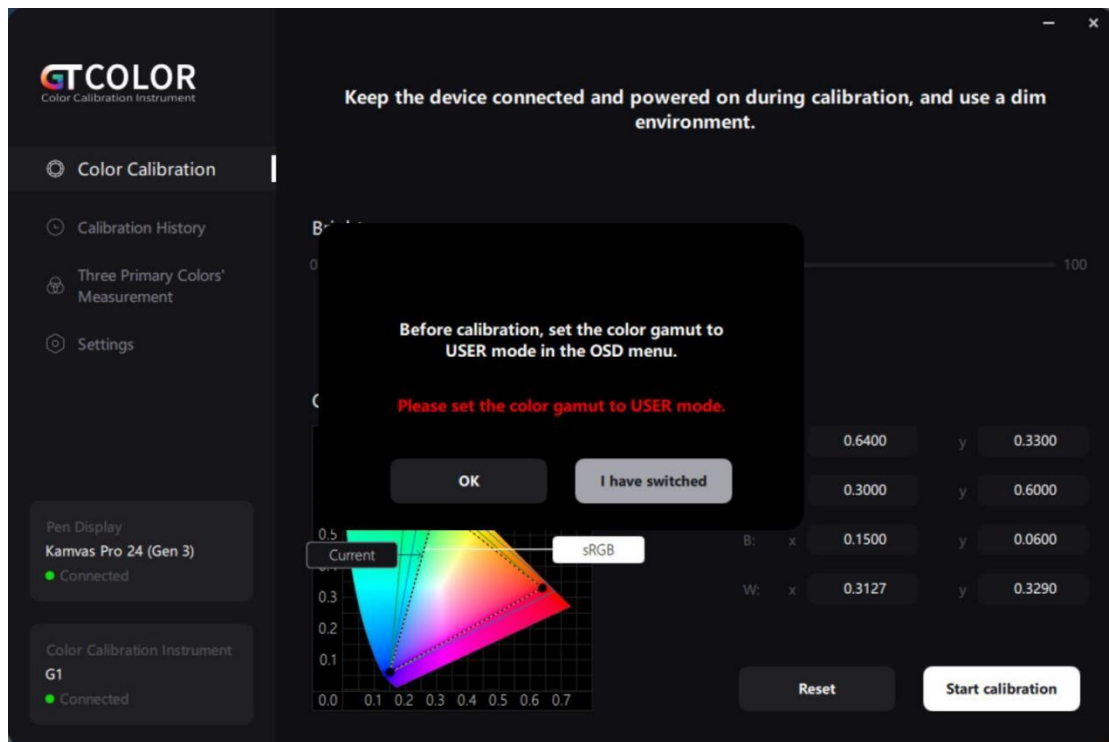 GTCOLOR
Color Calibration Instrument
Keep the device connected and powered on during calibration, and use a dim
environment.
Color Calibration
Calibration History
Three Primary Colors'
Measurement
Settings
0
100
Before calibration, set the color gamut to
USER mode in the OSD menu.
Please set the color gamut to USER mode.
OK
I have switched
0.6400 y 0.3300
0.3000 y 0.6000
B: x 0.1500 y 0.0600
W: x 0.3127 y 0.3290
0.5
Current
sRGB
0.3
0.2
0.1
0.0 0.1 0.2 0.3 0.4 0.5 0.6 0.7
Pen Display
Kamvas Pro 24 (Gen 3)
Connected
Color Calibration Instrument
G1
Connected
Reset
Start calibration